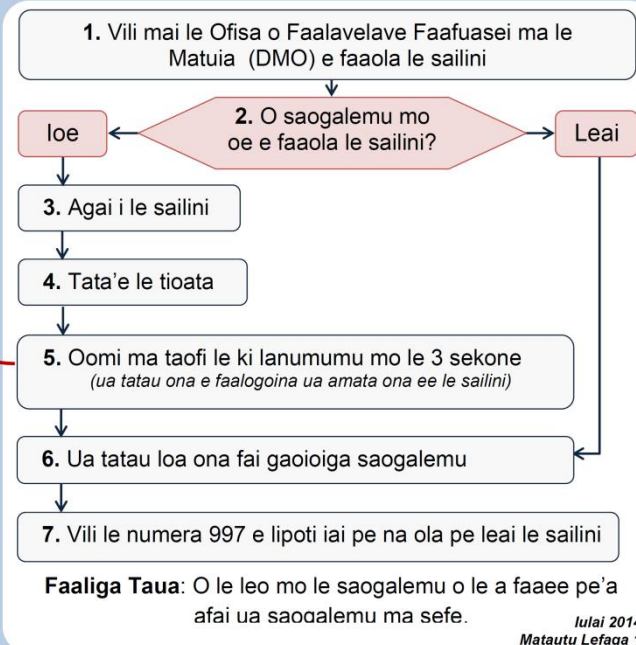 1. Vili mai le Ofisa o Faalavelave Faafuasei ma le
Matuia (DMO) e faaola le sailini
2. O saogalemu mo
oe e faaola le sailini?
Ioe
Leai
3. Agai i le sailini
4. Tata'e le tioata
5. Oomi ma taofi le ki lanumumu mo le 3 sekone
(ua tatau ona e faalogoina ua amata ona ee le sailini)
6. Ua tatau loa ona fai gaoioiga saogalemu
7. Vili le numera 997 e lipoti iai pe na ola pe leai le sailini
Faaliga Taua: O le leo mo le saogalemu o le a faaee pe'a
afai ua saogalemu ma sefe.
Iulai 2014
Matautu Lefaga 1